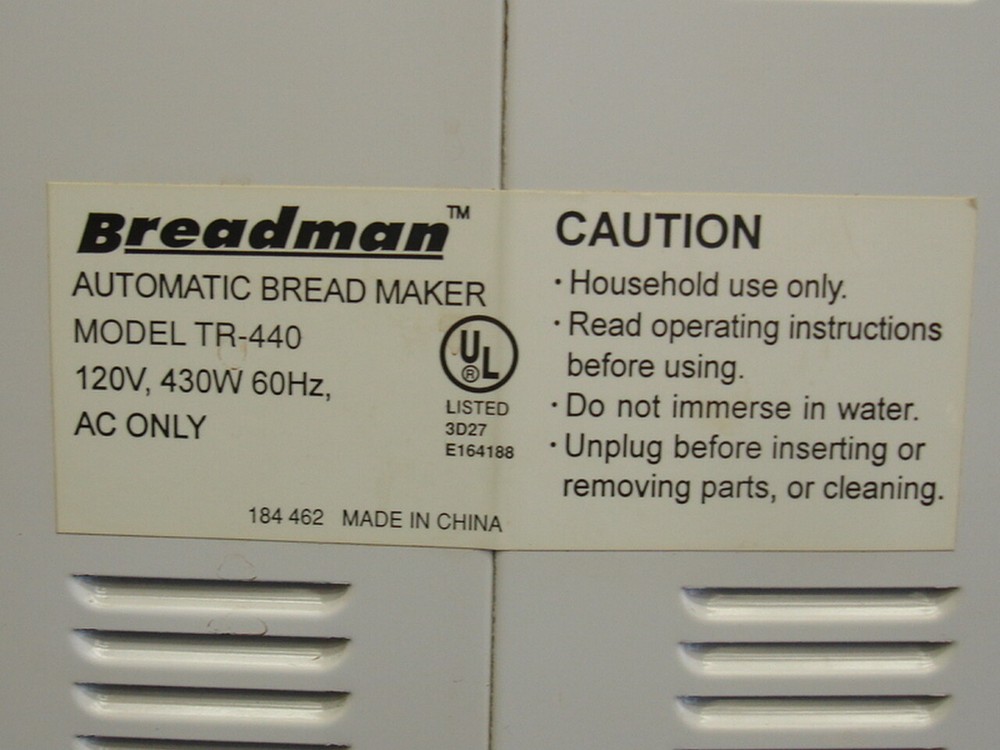 Breadman™
AUTOMATIC BREAD MAKER
MODEL TR-440
120V, 430W 60Hz,
AC ONLY
UL
®
LISTED
3D27
E164188
184 462 MADE IN CHINA
CAUTION
· Household use only.
· Read operating instructions
before using.
· Do not immerse in water.
· Unplug before inserting or
removing parts, or cleaning.